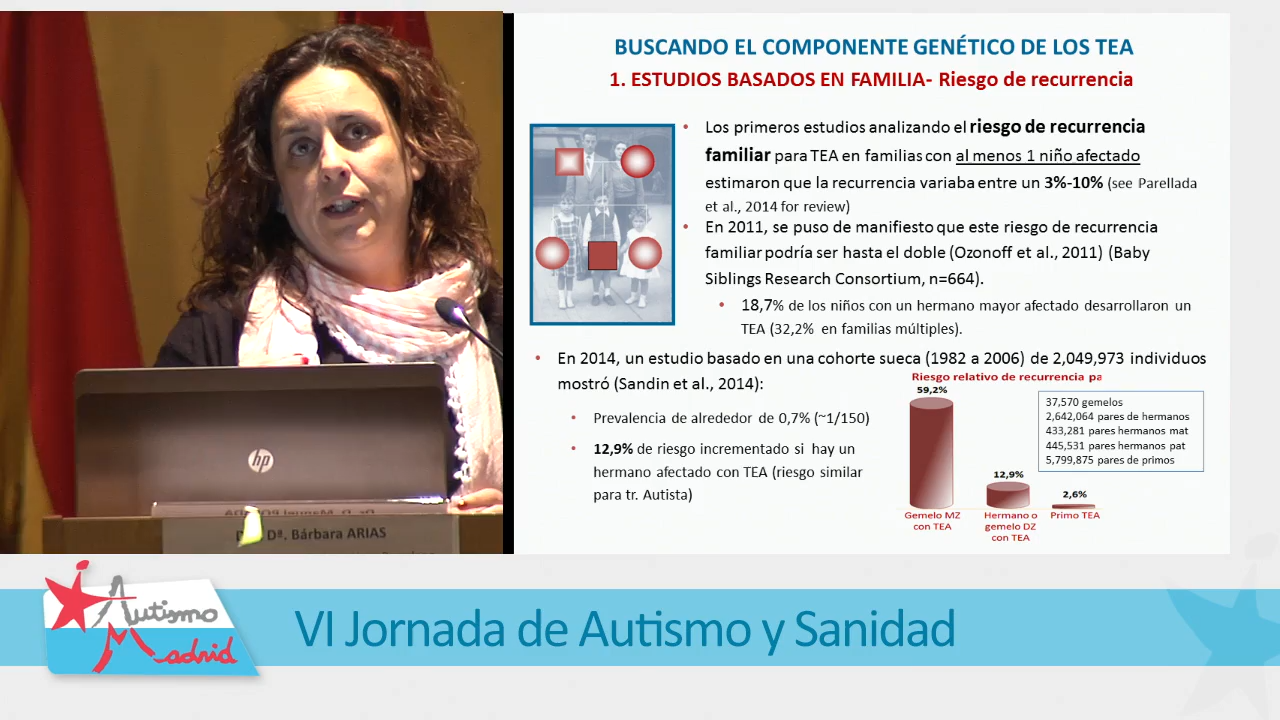 BUSCANDO EL COMPONENTE GENÉTICO DE LOS TEA
1. ESTUDIOS BASADOS EN FAMILIA- Riesgo de recurrencia
• Los primeros estudios analizando el riesgo de recurrencia
familiar para TEA en familias con al menos 1 niño afectado
estimaron que la recurrencia variaba entre un 3%-10% (see Parellada
et al., 2014 for review)
• En 2011, se puso de manifiesto que este riesgo de recurrencia
familiar podría ser hasta el doble (Ozonoff et al., 2011) (Baby
Siblings Research Consortium, n=664).
• 18,7% de los niños con un hermano mayor afectado desarrollaron un
TEA (32,2% en familias múltiples).
• En 2014, un estudio basado en una cohorte sueca (1982 a 2006) de 2,049,973 individuos
mostró (Sandin et al., 2014):
• Prevalencia de alrededor de 0,7% (~1/150)
• 12,9% de riesgo incrementado si hay un
hermano afectado con TEA (riesgo similar
para tr. Autista)
Riesgo relativo de recurrencia pa
59,2%
12,9%
2,6%
Gemelo MZ
con TEA
Hermano o
gemelo DZ
con TEA
Primo TEA
37,570 gemelos
2,642,064 pares de hermanos
433,281 pares hermanos mat
445,531 pares hermanos pat
5,799,875 pares de primos
hp
Dª. Bárbara ARIAS
Autismo
Madrid
VI Jornada de Autismo y Sanidad